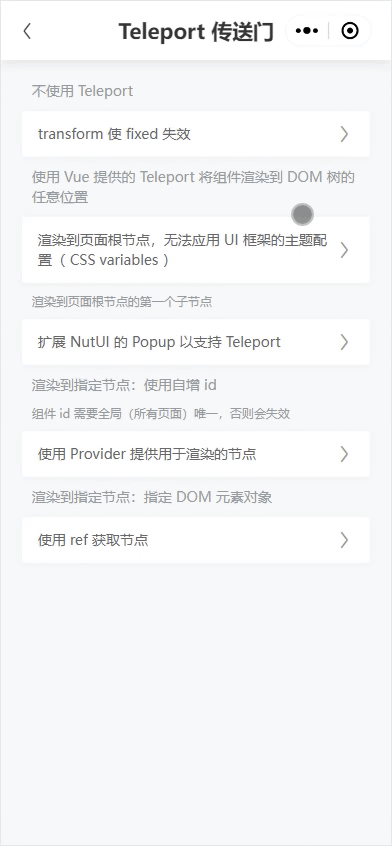 Teleport 传送门
不使用 Teleport
transform 使 fixed 失效
使用 Vue 提供的 Teleport 将组件渲染到 DOM 树的
任意位置
渲染到页面根节点，无法应用 UI 框架的主题配
置（ CSS variables ）
渲染到页面根节点的第一个子节点
扩展 NutUI 的 Popup 以支持 Teleport
渲染到指定节点：使用自增 id
组件 id 需要全局（所有页面）唯一，否则会失效
使用 Provider 提供用于渲染的节点
渲染到指定节点：指定 DOM 元素对象
使用 ref 获取节点